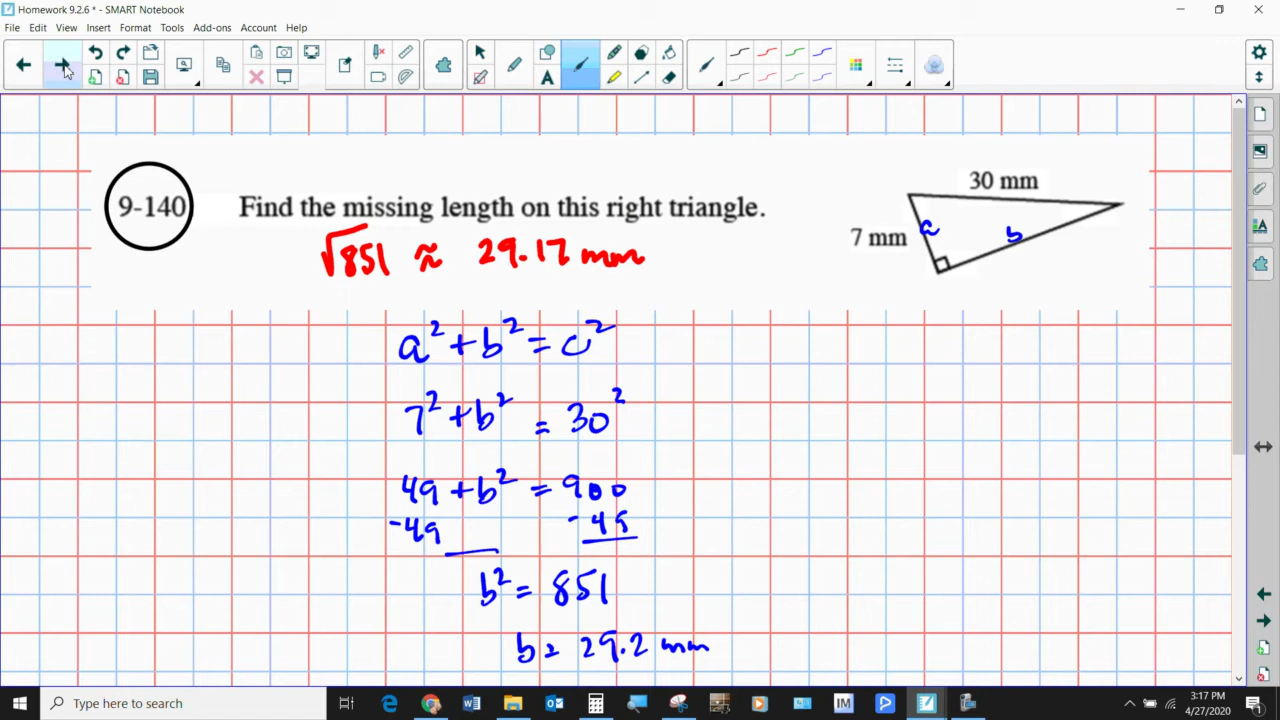 Homework 9.2.6 * - SMART Notebook
File Edit View Insert Format Tools Add-ons Account Help
9-140 Find the missing length on this right triangle.
30 mm
7 mm
a
b
√851 ≈ 29.17 mm
a² + b² = c²
7² + b² = 30²
49 + b² = 900
-49 - 49
b² = 851
b = 29.2 mm
Type here to search
3:17 PM
4/27/2020